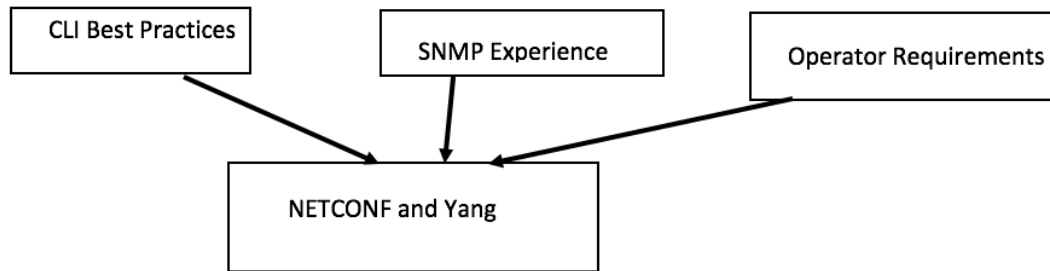 CLI Best Practices
SNMP Experience
Operator Requirements
NETCONF and Yang